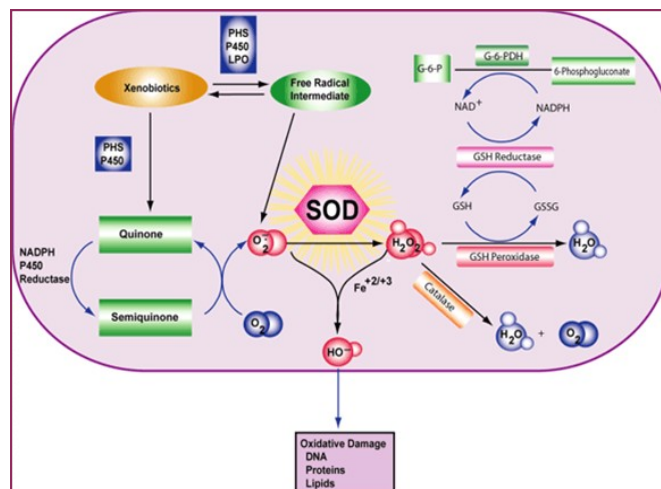 PHS
P450
LPO
Xenobiotics
Free Radical
Intermediate
G-6-P
G-6-PDH
6-Phosphogluconate
NAD+
NADPH
GSH Reductase
PHS
P450
GSH
GSSG
SOD
Quinone
O2-
H2O2
H2O
GSH Peroxidase
NADPH
P450
Reductase
Fe+2/+3
Catalase
Semiquinone
O2
H2O + O2
HO-
Oxidative Damage
DNA
Proteins
Lipids